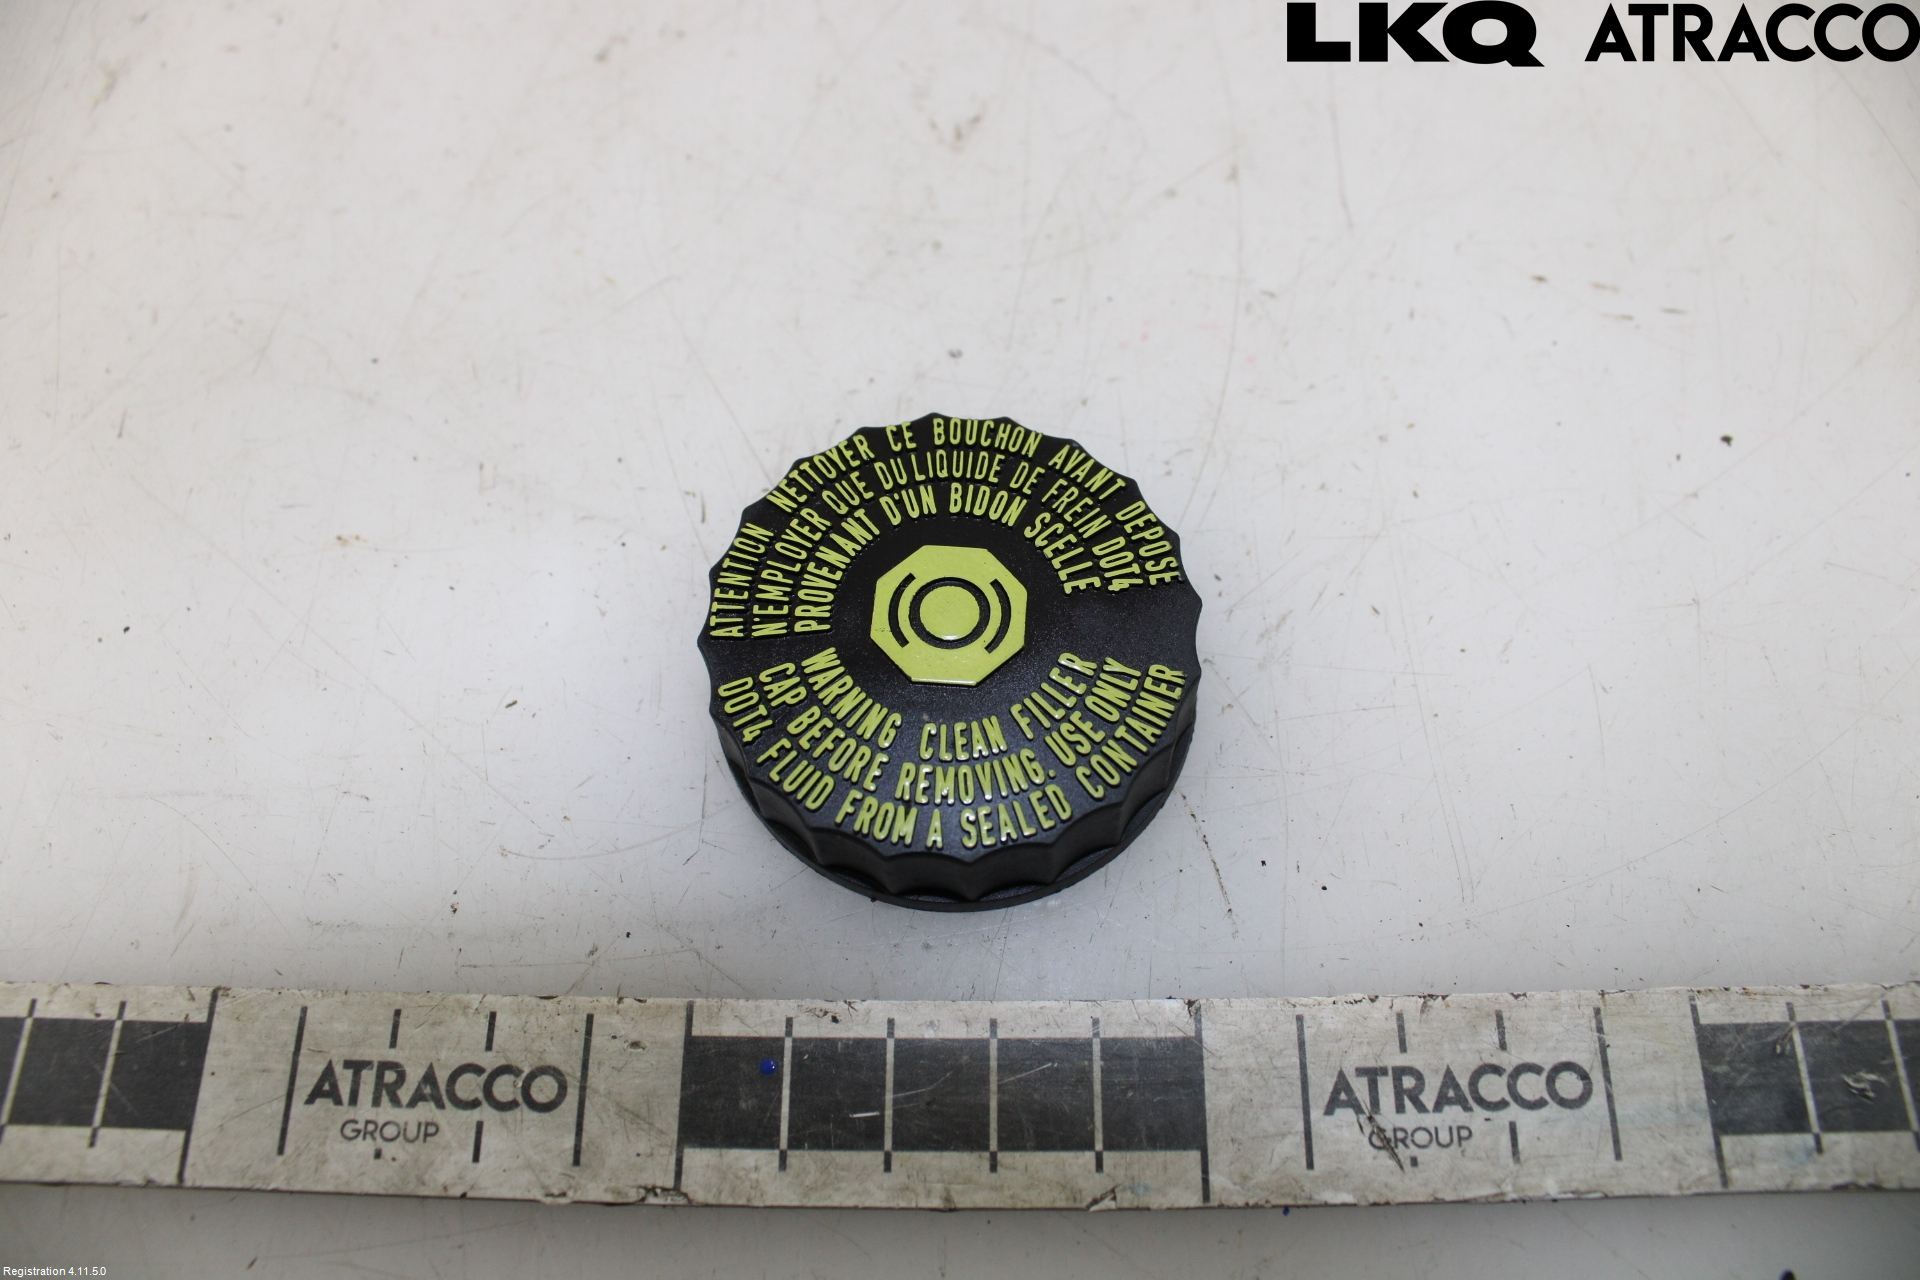 LKQ ATRACCO
ATTENTION NETTOYER CE BOUCHON AVANT DEPOSE
N'EMPLOYER QUE DU LIQUIDE DE FREIN DOT4
PROVENANT D'UN BIDON SCELLE
WARNING CLEAN FILLER
CAP BEFORE REMOVING. USE ONLY
DOT4 FLUID FROM A SEALED CONTAINER
ATRACCO
GROUP
ATRACCO
GROUP
Registration 4.11.5.0